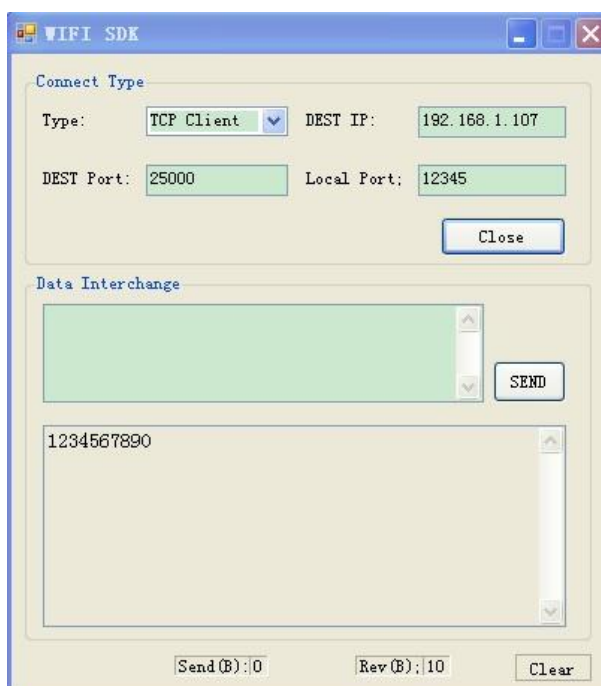 WIFI SDK
Connect Type
Type: TCP Client DEST IP: 192.168.1.107
DEST Port: 25000 Local Port; 12345
Close
Data Interchange
SEND
1234567890
Send(B):0 Rev(B);10 Clear